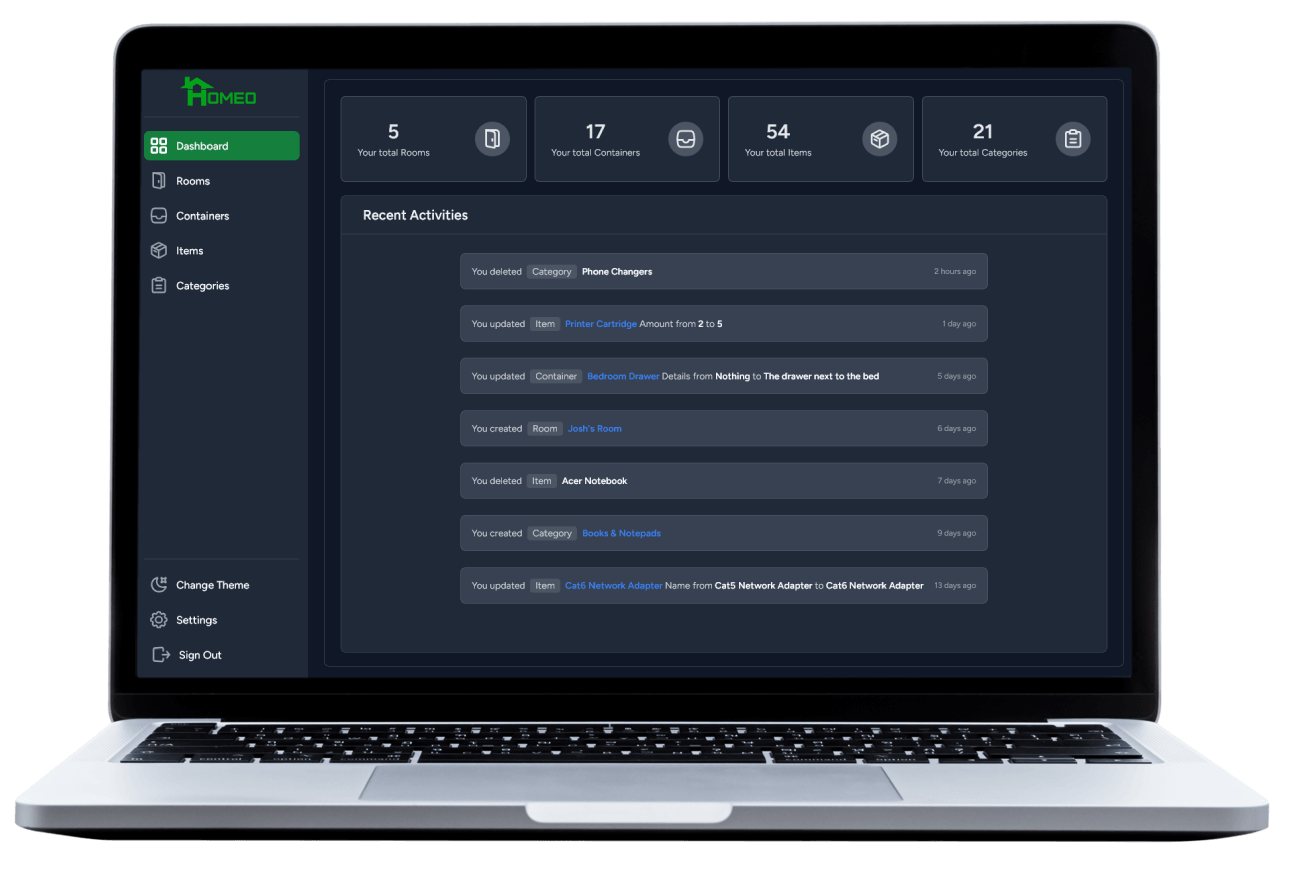 HOMEO
Dashboard
Rooms
Containers
Items
Categories
Change Theme
Settings
Sign Out
5
Your total Rooms
17
Your total Containers
54
Your total Items
21
Your total Categories
Recent Activities
You deleted Category Phone Changers 2 hours ago
You updated Item Printer Cartridge Amount from 2 to 5 1 day ago
You updated Container Bedroom Drawer Details from Nothing to The drawer next to the bed 5 days ago
You created Room Josh's Room 6 days ago
You deleted Item Acer Notebook 7 days ago
You created Category Books & Notepads 9 days ago
You updated Item Cat6 Network Adapter Name from Cat5 Network Adapter to Cat6 Network Adapter 13 days ago
control option command command option